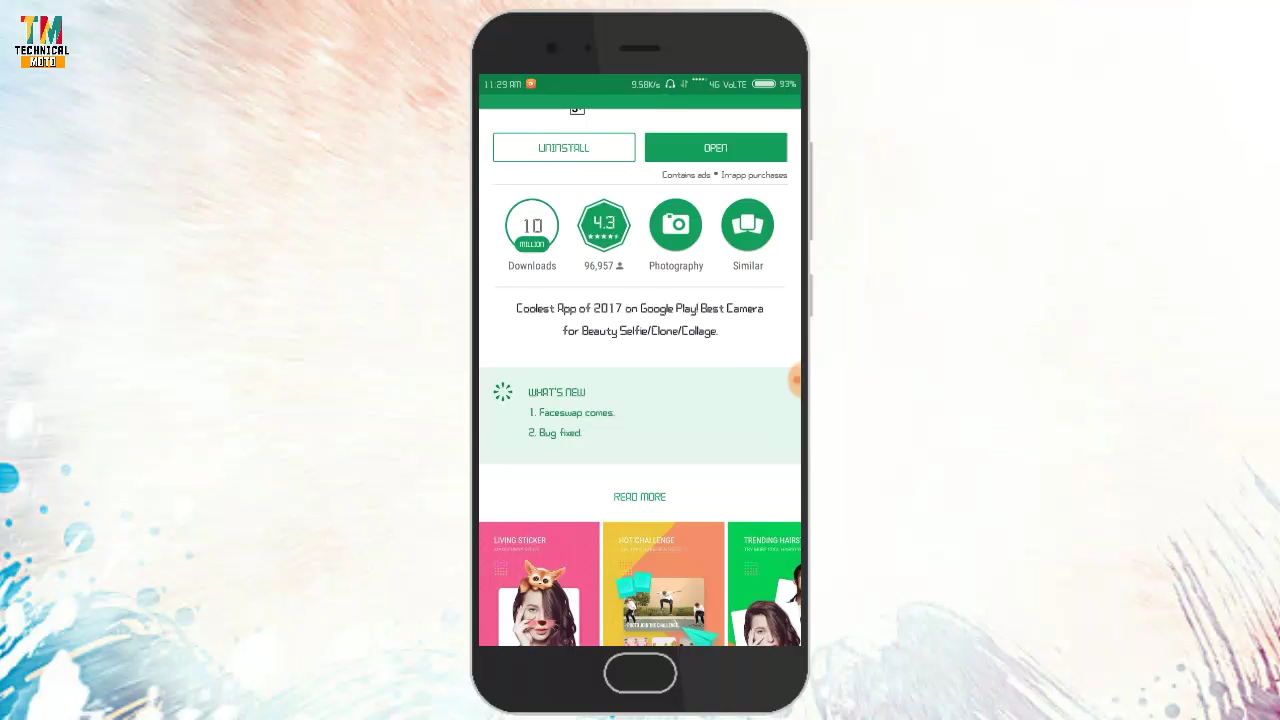 TM
TECHNICAL
MOTO
11:29 AM
9.58K/s 4G VoLTE 93%
UNINSTALL
OPEN
Contains ads • In-app purchases
10
MILLION
4.3
Downloads
96,957
Photography
Similar
Coolest App of 2017 on Google Play! Best Camera
for Beauty Selfie/Clone/Collage.
WHAT'S NEW
1. Faceswap comes.
2. Bug fixed.
READ MORE
LIVING STICKER
HOT CHALLENGE
TRENDING HAIRS